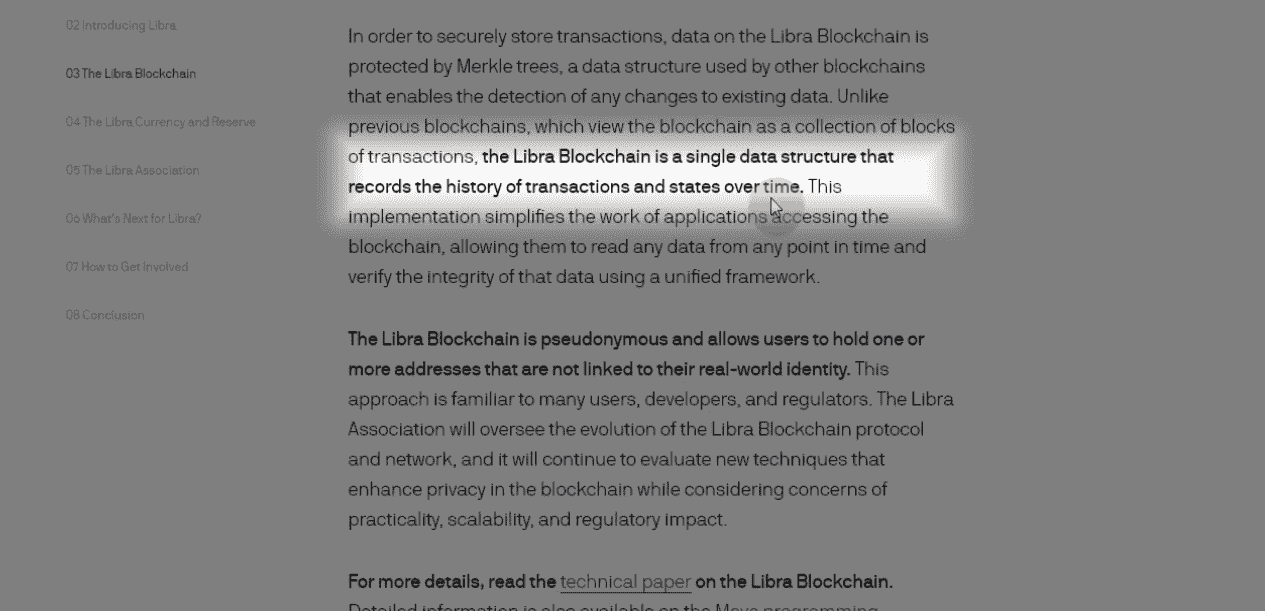 02 Introducing Libra
03 The Libra Blockchain
04 The Libra Currency and Reserve
05 The Libra Association
06 What's Next for Libra?
07 How to Get Involved
08 Conclusion
In order to securely store transactions, data on the Libra Blockchain is
protected by Merkle trees, a data structure used by other blockchains
that enables the detection of any changes to existing data. Unlike
previous blockchains, which view the blockchain as a collection of blocks
of transactions, the Libra Blockchain is a single data structure that
records the history of transactions and states over time. This
implementation simplifies the work of applications accessing the
blockchain, allowing them to read any data from any point in time and
verify the integrity of that data using a unified framework.
The Libra Blockchain is pseudonymous and allows users to hold one or
more addresses that are not linked to their real-world identity. This
approach is familiar to many users, developers, and regulators. The Libra
Association will oversee the evolution of the Libra Blockchain protocol
and network, and it will continue to evaluate new techniques that
enhance privacy in the blockchain while considering concerns of
practicality, scalability, and regulatory impact.
For more details, read the technical paper on the Libra Blockchain.
Detailed information is also available on the Move programming